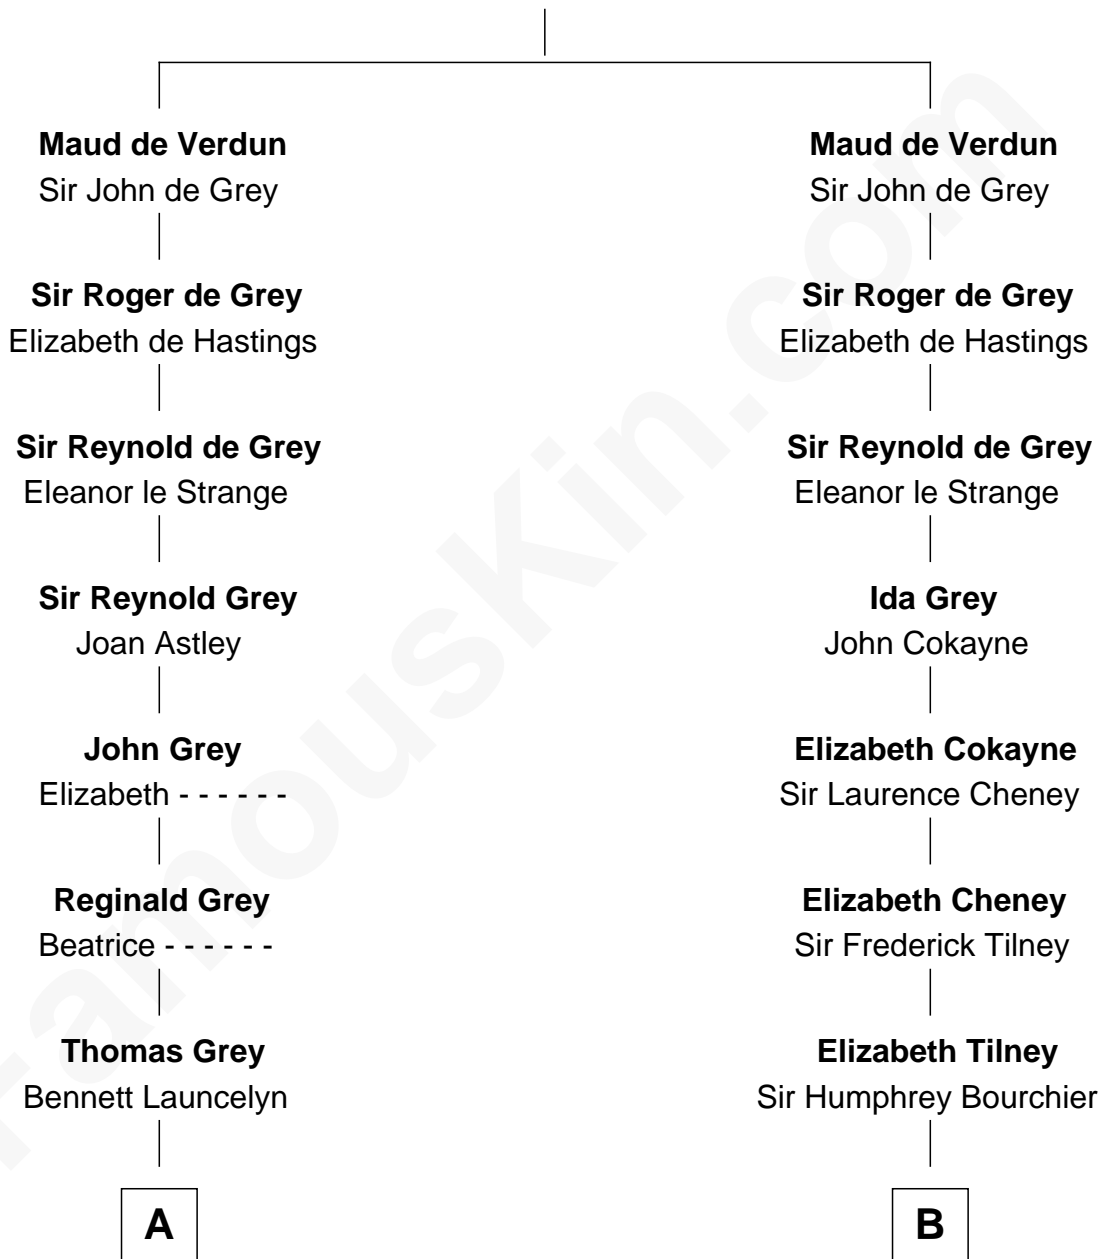 Maud de Verdun
Sir John de Grey
Sir Roger de Grey
Elizabeth de Hastings
Sir Reynold de Grey
Eleanor le Strange
Sir Reynold Grey
Joan Astley
John Grey
Elizabeth - - - - - -
Reginald Grey
Beatrice - - - - - -
Thomas Grey
Bennett Launcelyn
A
Maud de Verdun
Sir John de Grey
Sir Roger de Grey
Elizabeth de Hastings
Sir Reynold de Grey
Eleanor le Strange
Ida Grey
John Cokayne
Elizabeth Cokayne
Sir Laurence Cheney
Elizabeth Cheney
Sir Frederick Tilney
Elizabeth Tilney
Sir Humphrey Bourchier
B
FamousKin.com